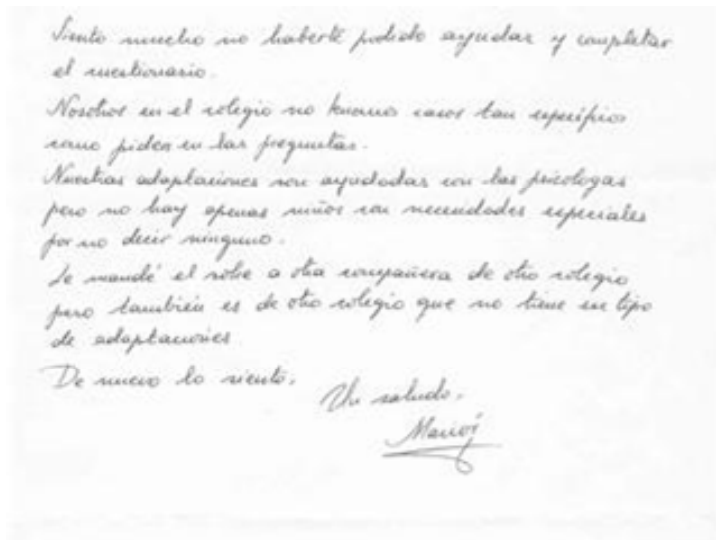 Siento mucho no haberte podido ayudar y completar
el cuestionario.
Nosotros en el colegio no tenemos casos tan específicos
como piden en las preguntas.
Nuestras adaptaciones son ayudadas con las psicólogas
pero no hay apenas niños con necesidades especiales
por no decir ninguno.
Le mandé el sobre a otra compañera de otro colegio
pero también es de otro colegio que no tiene ese tipo
de adaptaciones.
De nuevo lo siento.
Un saludo.